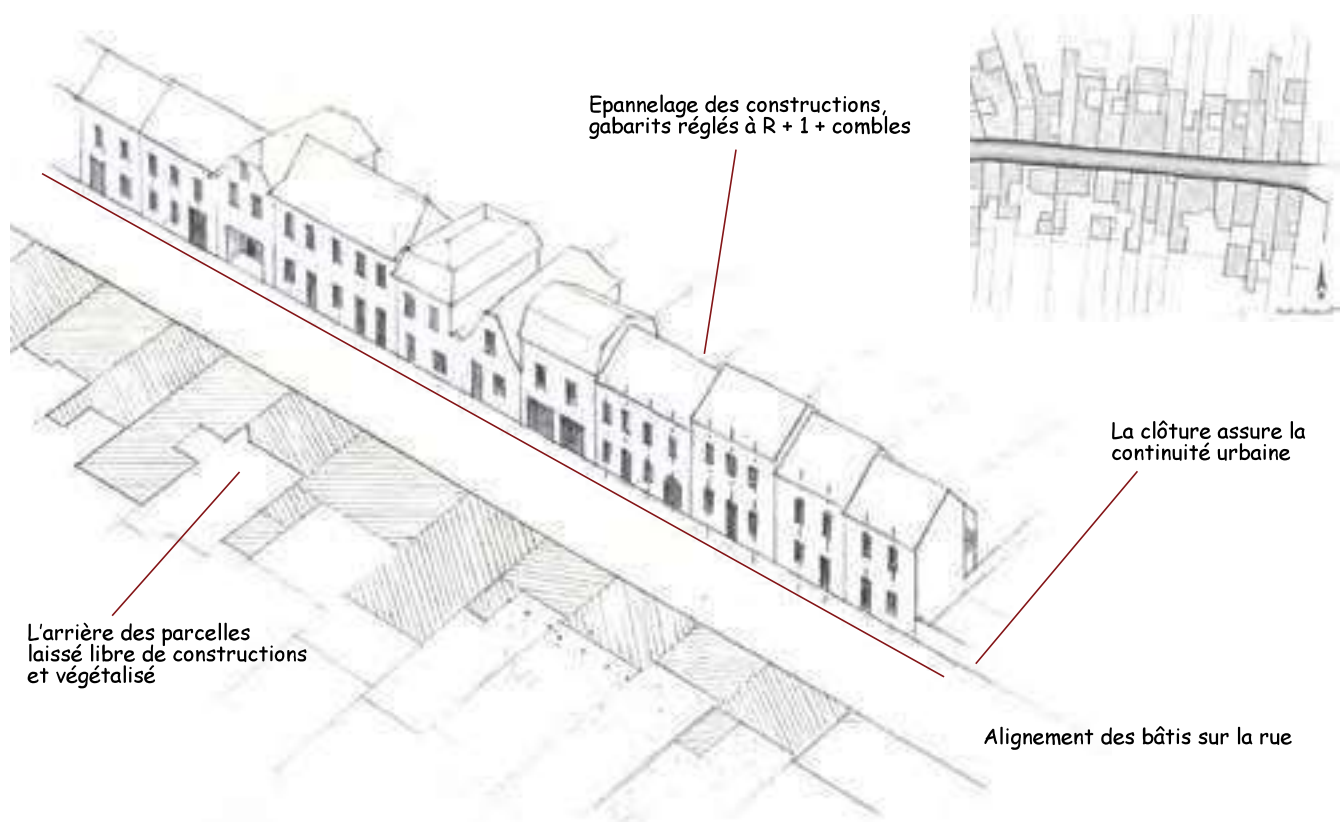 Epannelage des constructions,
gabarits réglés à R + 1 + combles
La clôture assure la
continuité urbaine
L'arrière des parcelles
laissé libre de constructions
et végétalisé
Alignement des bâtis sur la rue